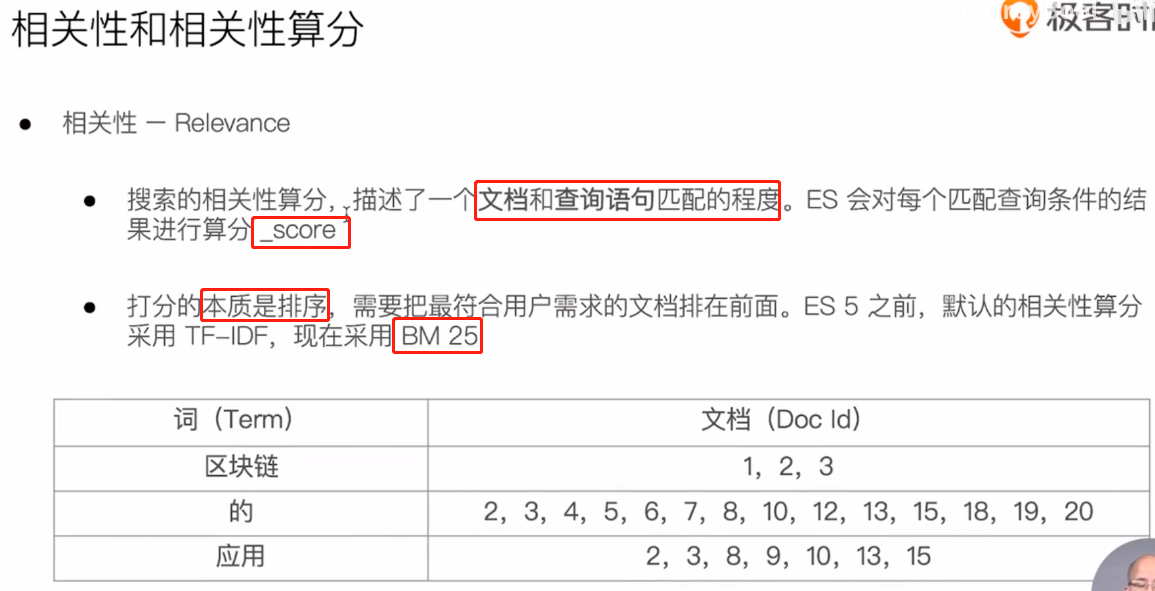 相关性和相关性算分
极客时
相关性 — Relevance
搜索的相关性算分，描述了一个文档和查询语句匹配的程度。ES 会对每个匹配查询条件的结
果进行算分 _score
打分的本质是排序，需要把最符合用户需求的文档排在前面。ES 5 之前，默认的相关性算分
采用 TF-IDF，现在采用 BM 25
词（Term） 文档（Doc Id）
区块链 1，2，3
的 2，3，4，5，6，7，8，10，12，13，15，18，19，20
应用 2，3，8，9，10，13，15